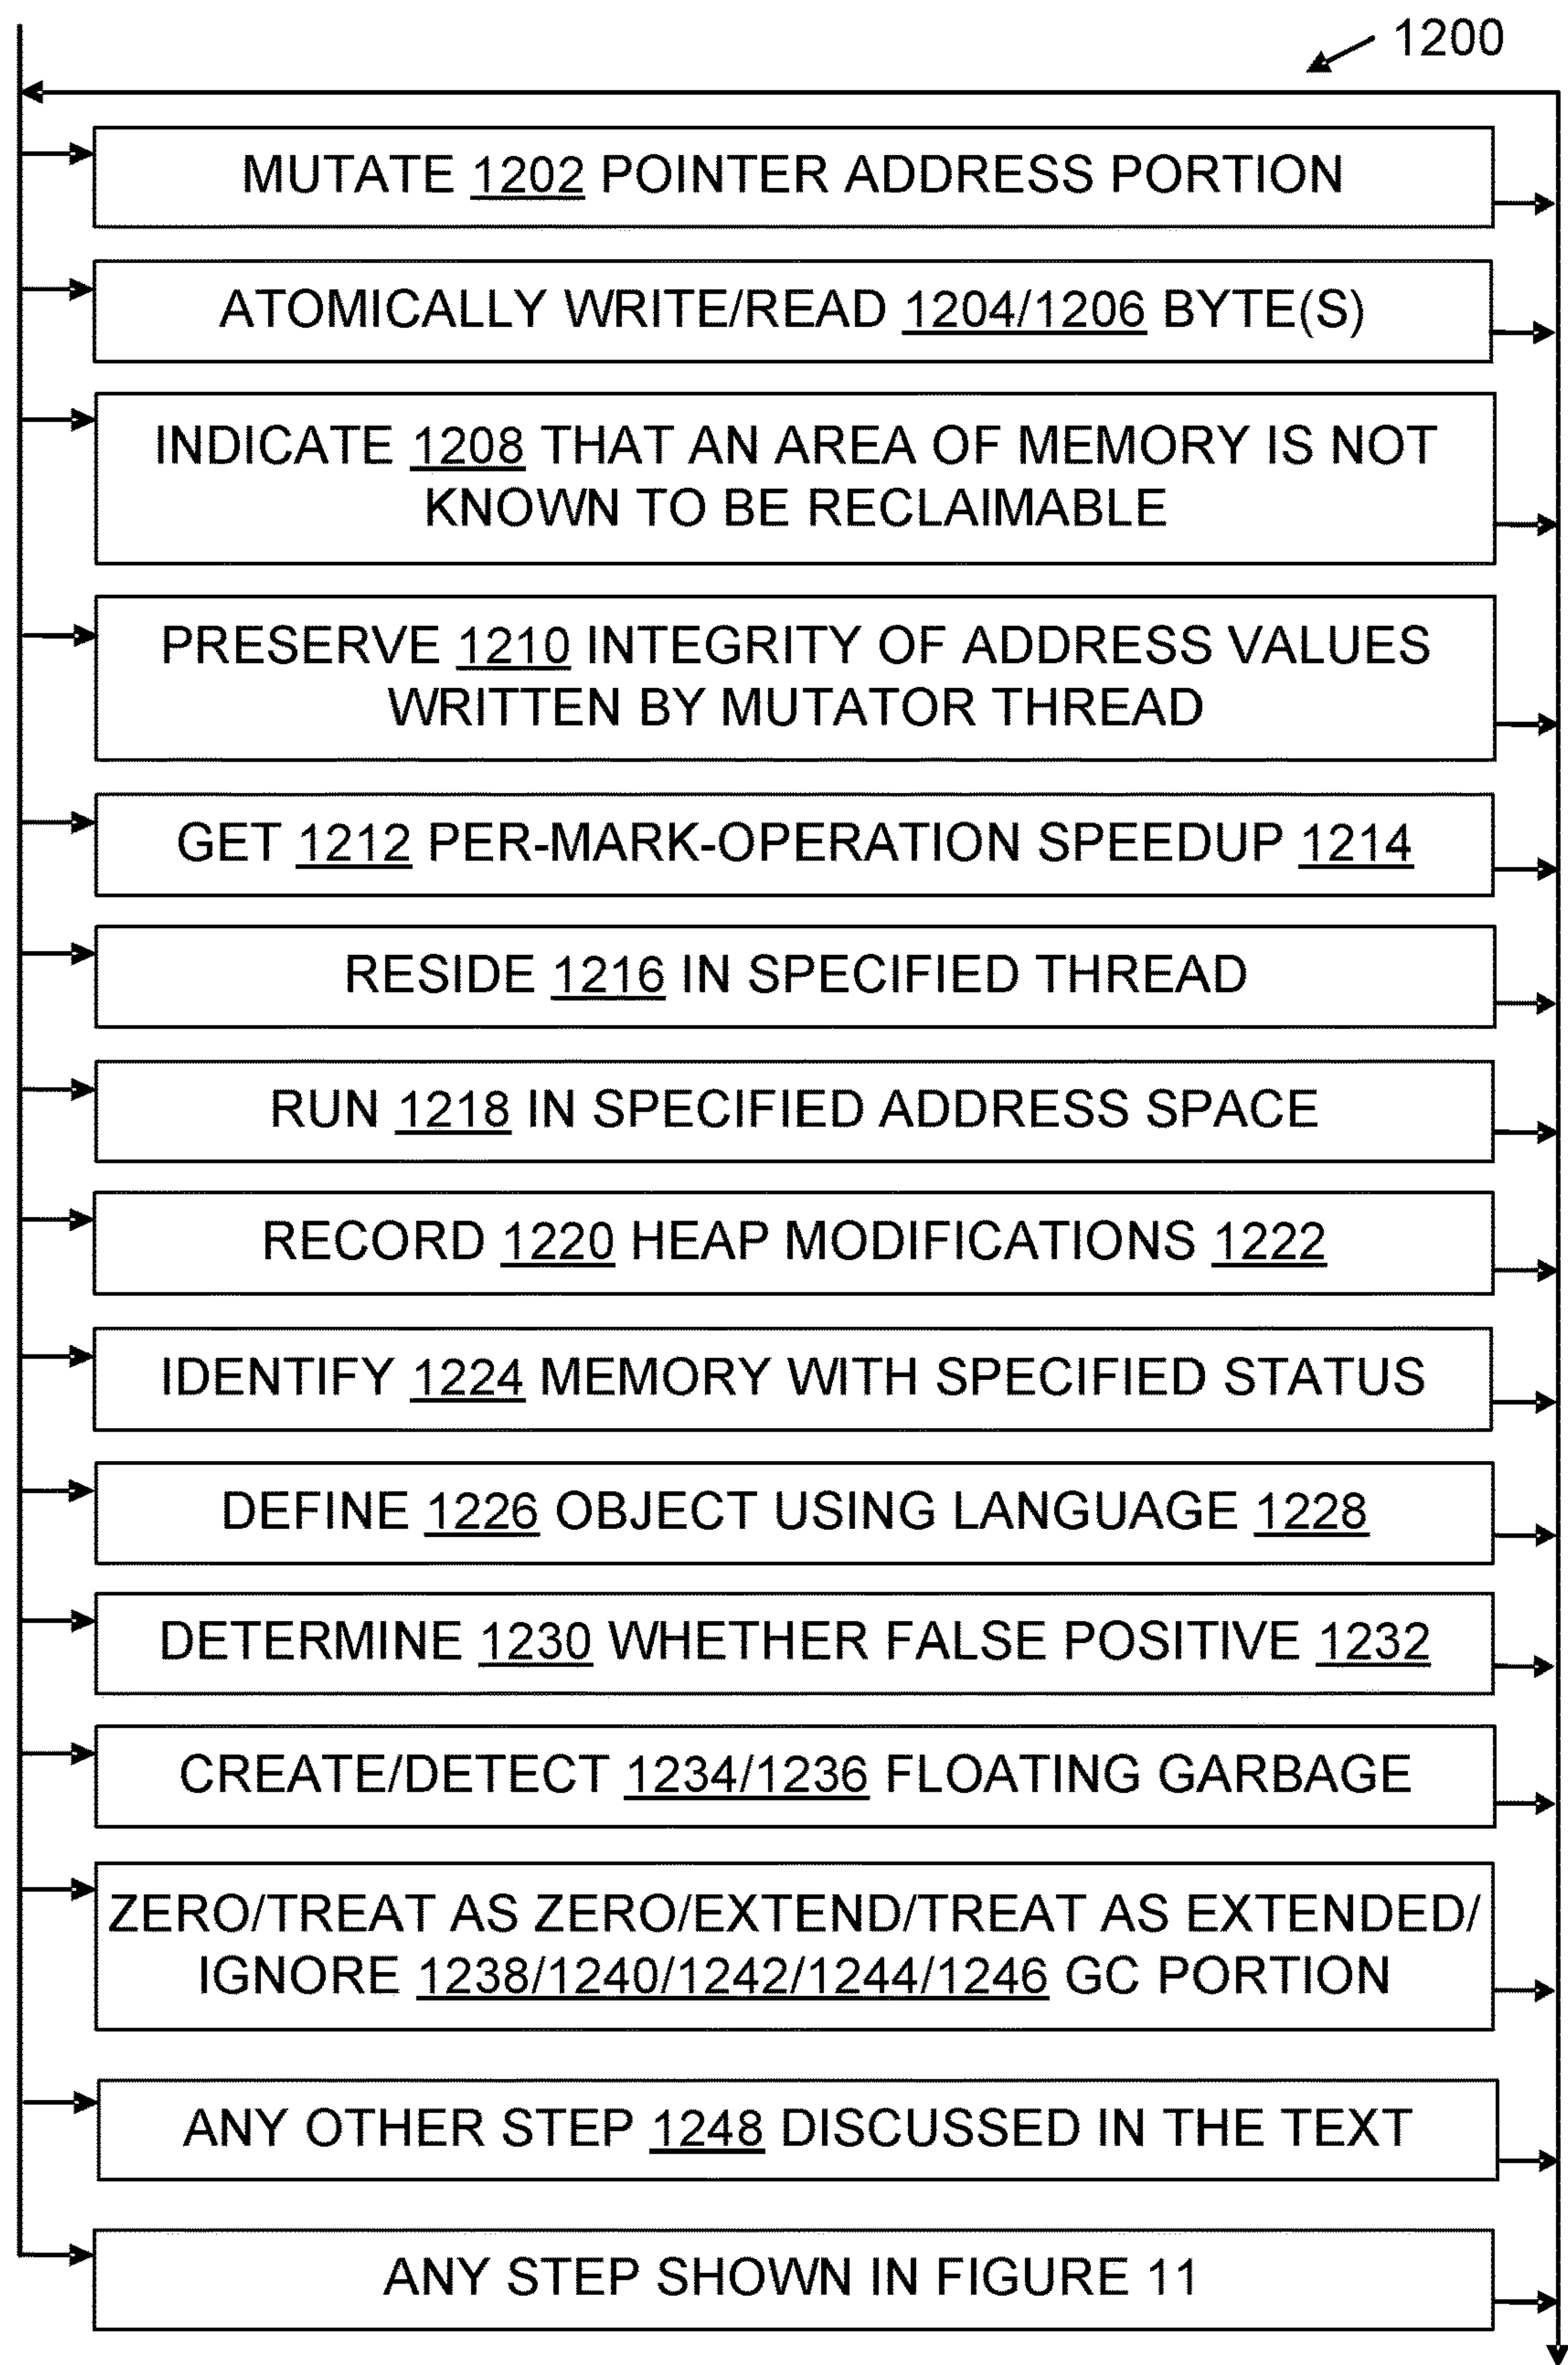 1200
MUTATE 1202 POINTER ADDRESS PORTION
ATOMICALLY WRITE/READ 1204/1206 BYTE(S)
INDICATE 1208 THAT AN AREA OF MEMORY IS NOT
KNOWN TO BE RECLAIMABLE
PRESERVE 1210 INTEGRITY OF ADDRESS VALUES
WRITTEN BY MUTATOR THREAD
GET 1212 PER-MARK-OPERATION SPEEDUP 1214
RESIDE 1216 IN SPECIFIED THREAD
RUN 1218 IN SPECIFIED ADDRESS SPACE
RECORD 1220 HEAP MODIFICATIONS 1222
IDENTIFY 1224 MEMORY WITH SPECIFIED STATUS
DEFINE 1226 OBJECT USING LANGUAGE 1228
DETERMINE 1230 WHETHER FALSE POSITIVE 1232
CREATE/DETECT 1234/1236 FLOATING GARBAGE
ZERO/TREAT AS ZERO/EXTEND/TREAT AS EXTENDED/
IGNORE 1238/1240/1242/1244/1246 GC PORTION
ANY OTHER STEP 1248 DISCUSSED IN THE TEXT
ANY STEP SHOWN IN FIGURE 11